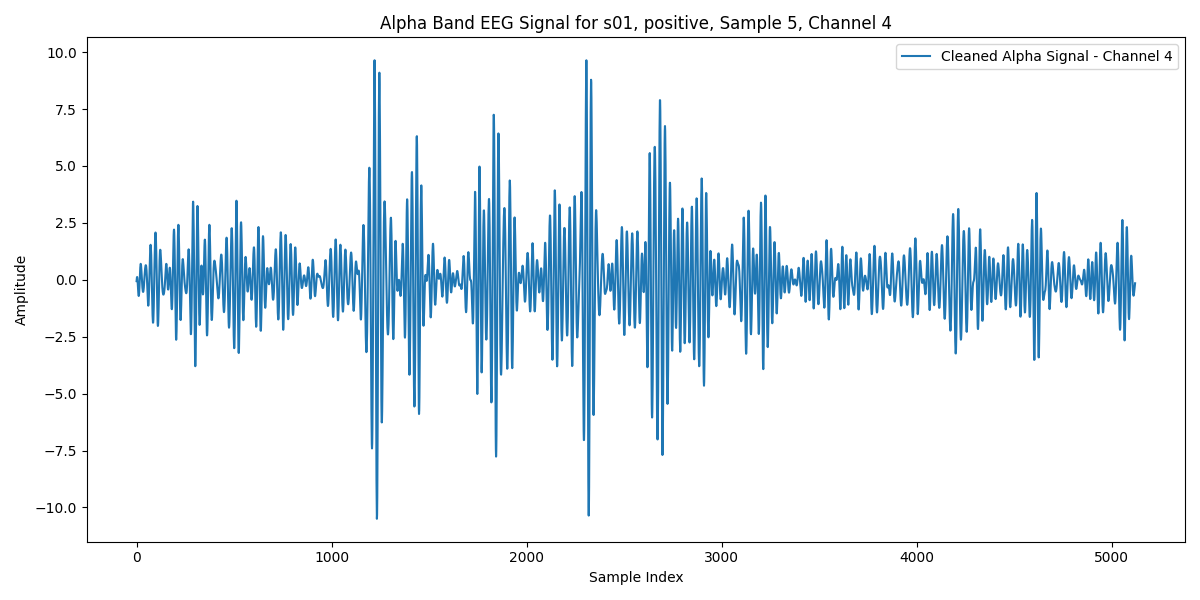 Alpha Band EEG Signal for s01, positive, Sample 5, Channel 4
Cleaned Alpha Signal - Channel 4
10.0
7.5
5.0
2.5
0.0
−2.5
−5.0
−7.5
−10.0
Amplitude
0 1000 2000 3000 4000 5000
Sample Index